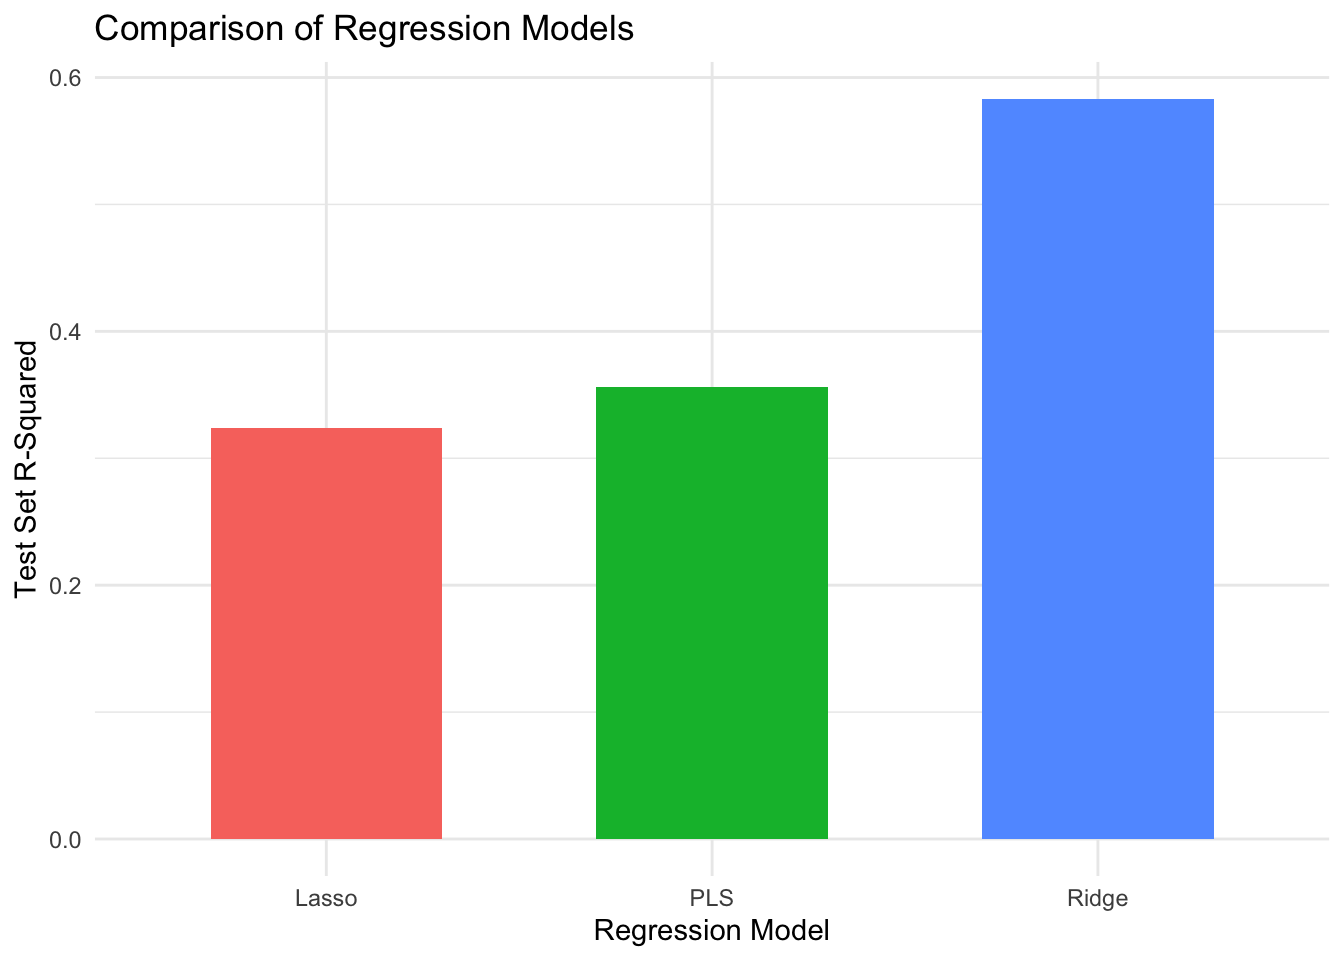 Comparison of Regression Models
Test Set R-Squared
0.6
0.4
0.2
0.0
Lasso
PLS
Ridge
Regression Model